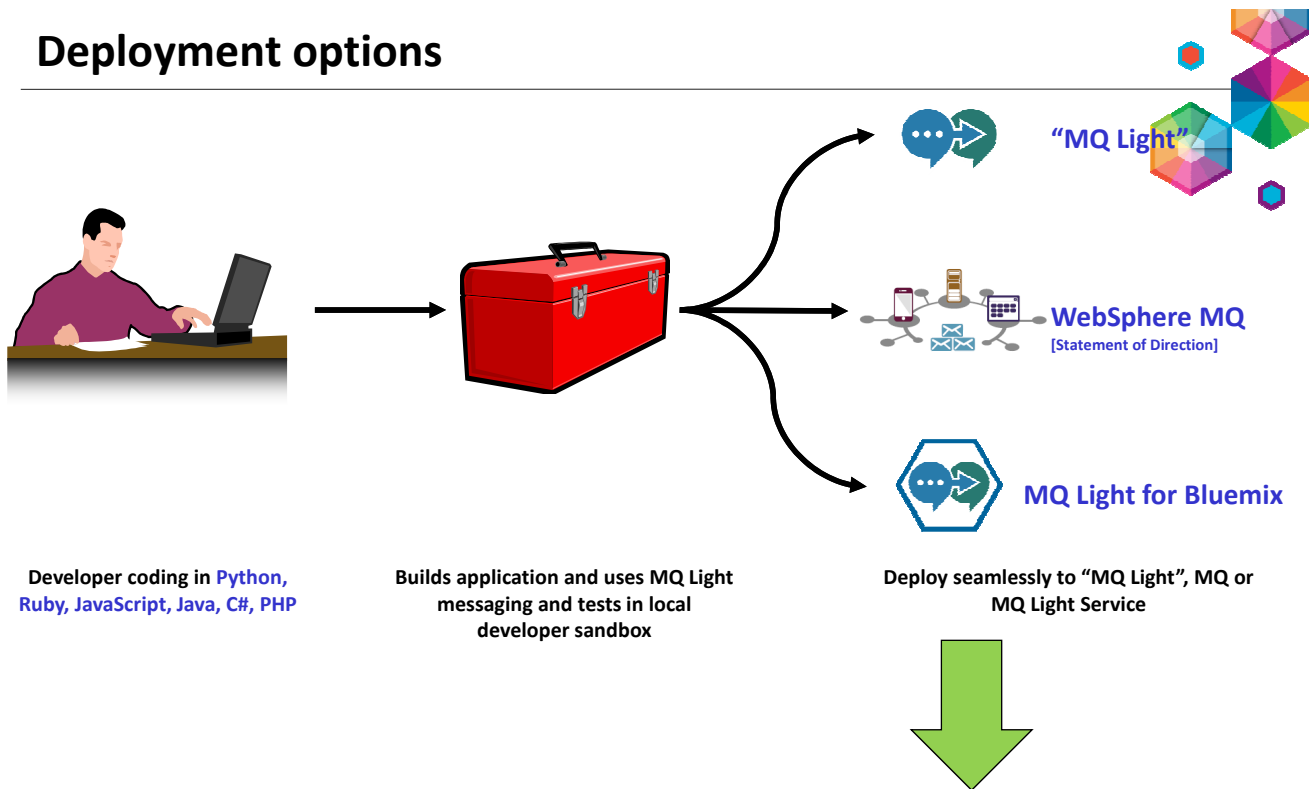 Deployment options
“MQ Light”
WebSphere MQ
[Statement of Direction]
MQ Light for Bluemix
Developer coding in Python,
Ruby, JavaScript, Java, C#, PHP
Builds application and uses MQ Light
messaging and tests in local
developer sandbox
Deploy seamlessly to “MQ Light”, MQ or
MQ Light Service